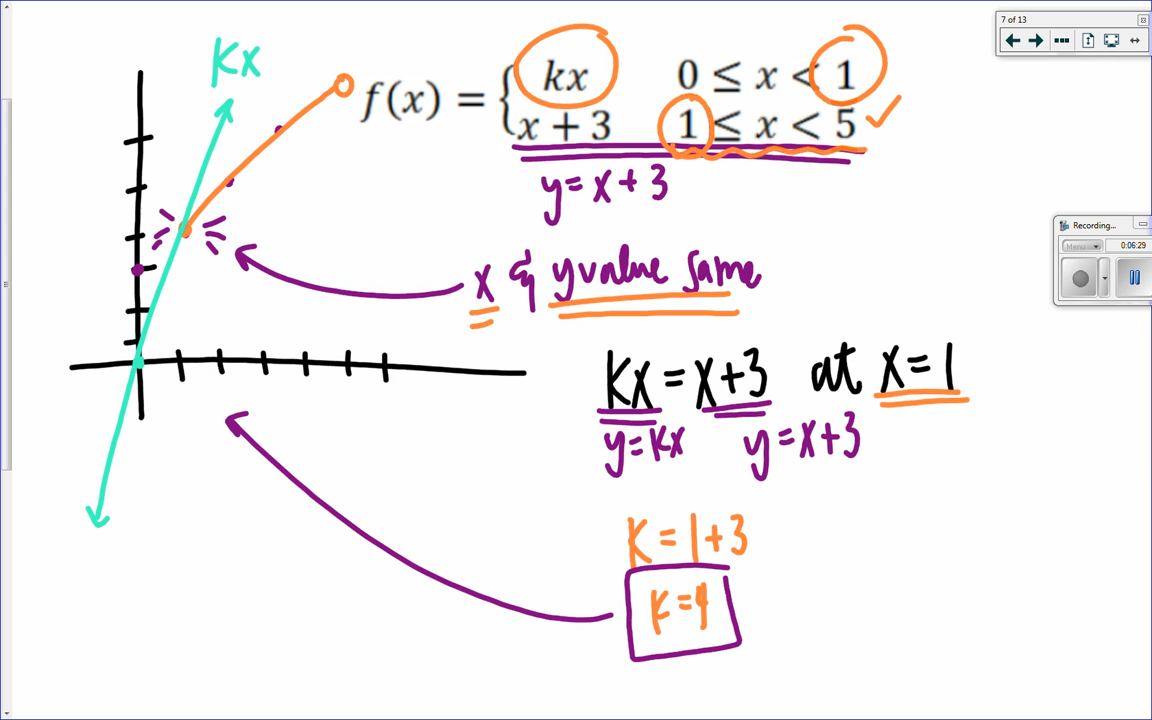 7 of 13
kx
f(x) = { kx 0 ≤ x < 1
x + 3 1 ≤ x < 5 ✓
y = x + 3
Recording...
Menu
0:06:29
x & y value same
kx = x+3 at x = 1
y = kx y = x+3
k = 1+3
k = 4